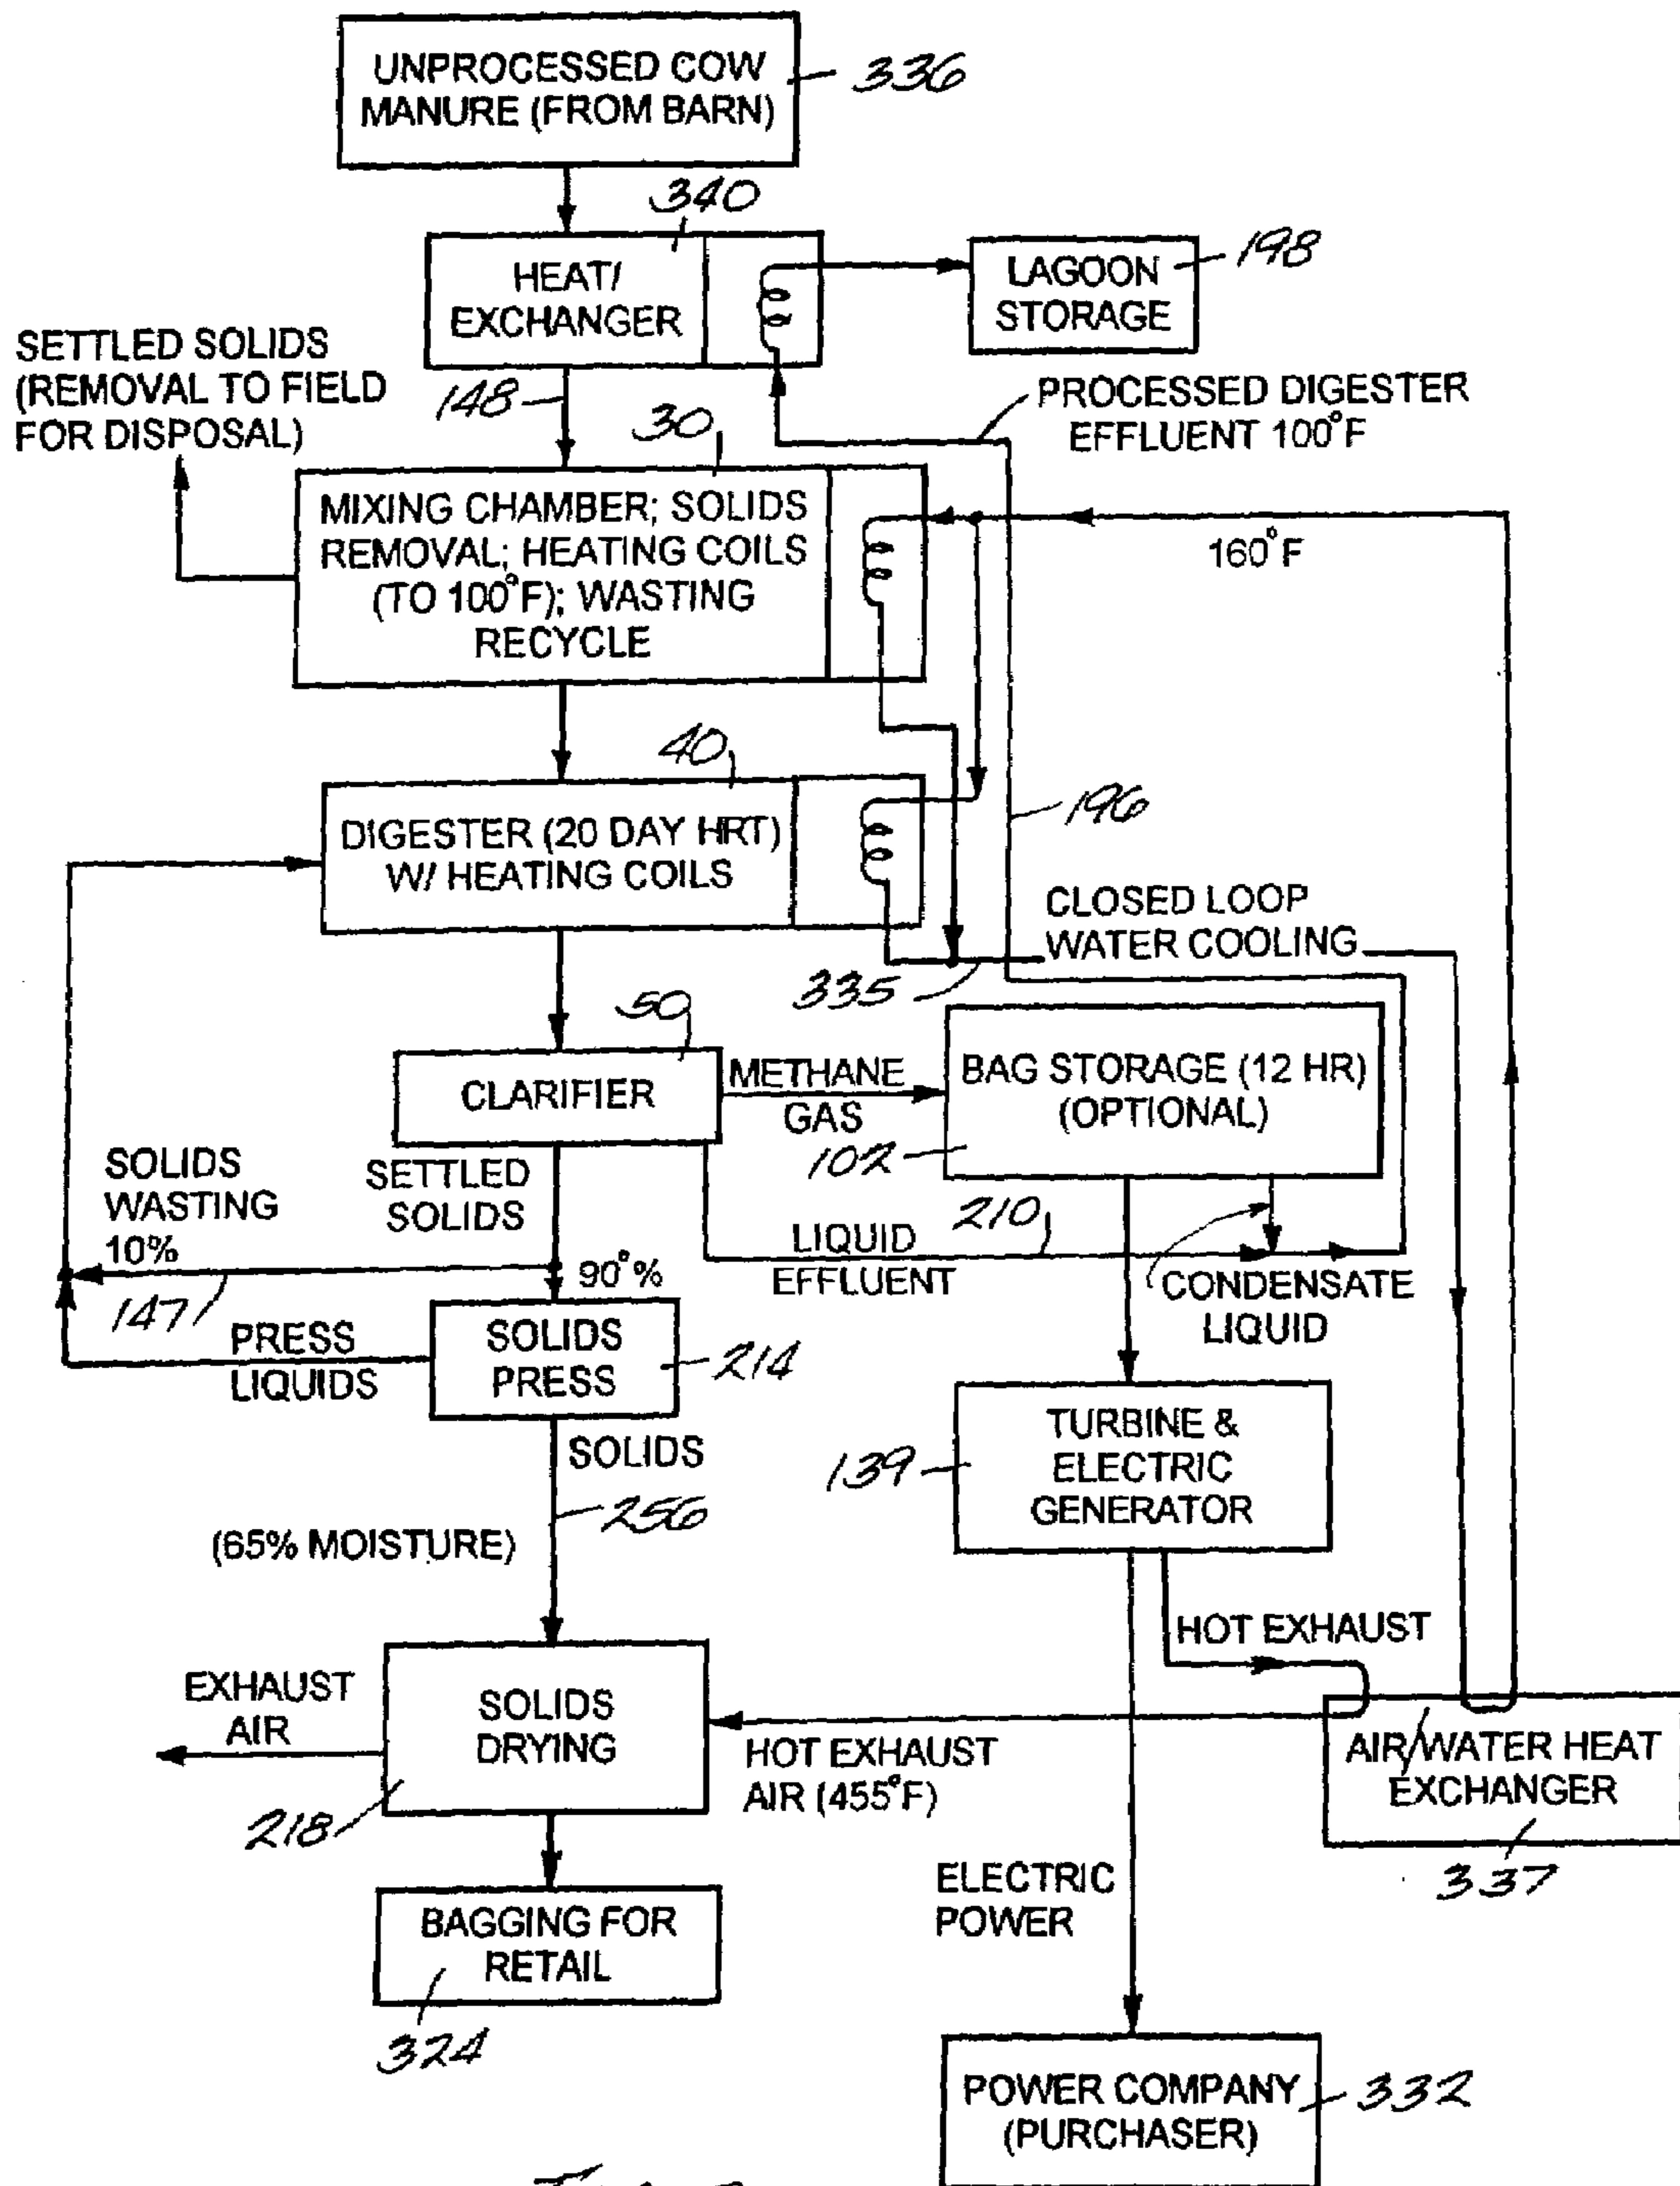 UNPROCESSED COW
MANURE (FROM BARN)
336
340
HEAT/
EXCHANGER
LAGOON
STORAGE
198
SETTLED SOLIDS
(REMOVAL TO FIELD
FOR DISPOSAL)
148
PROCESSED DIGESTER
EFFLUENT 100°F
30
MIXING CHAMBER; SOLIDS
REMOVAL; HEATING COILS
(TO 100°F); WASTING
RECYCLE
160°F
40
DIGESTER (20 DAY HRT)
W/ HEATING COILS
196
CLOSED LOOP
WATER COOLING
335
50
CLARIFIER
METHANE
GAS
BAG STORAGE (12 HR)
(OPTIONAL)
102
SOLIDS
WASTING
10%
SETTLED
SOLIDS
210
LIQUID
EFFLUENT
90°%
CONDENSATE
LIQUID
147
PRESS
LIQUIDS
SOLIDS
PRESS
214
SOLIDS
256
(65% MOISTURE)
TURBINE &
ELECTRIC
GENERATOR
139
HOT EXHAUST
EXHAUST
AIR
SOLIDS
DRYING
218
HOT EXHAUST
AIR (455°F)
AIR/WATER HEAT
EXCHANGER
337
BAGGING FOR
RETAIL
324
ELECTRIC
POWER
POWER COMPANY
(PURCHASER)
332